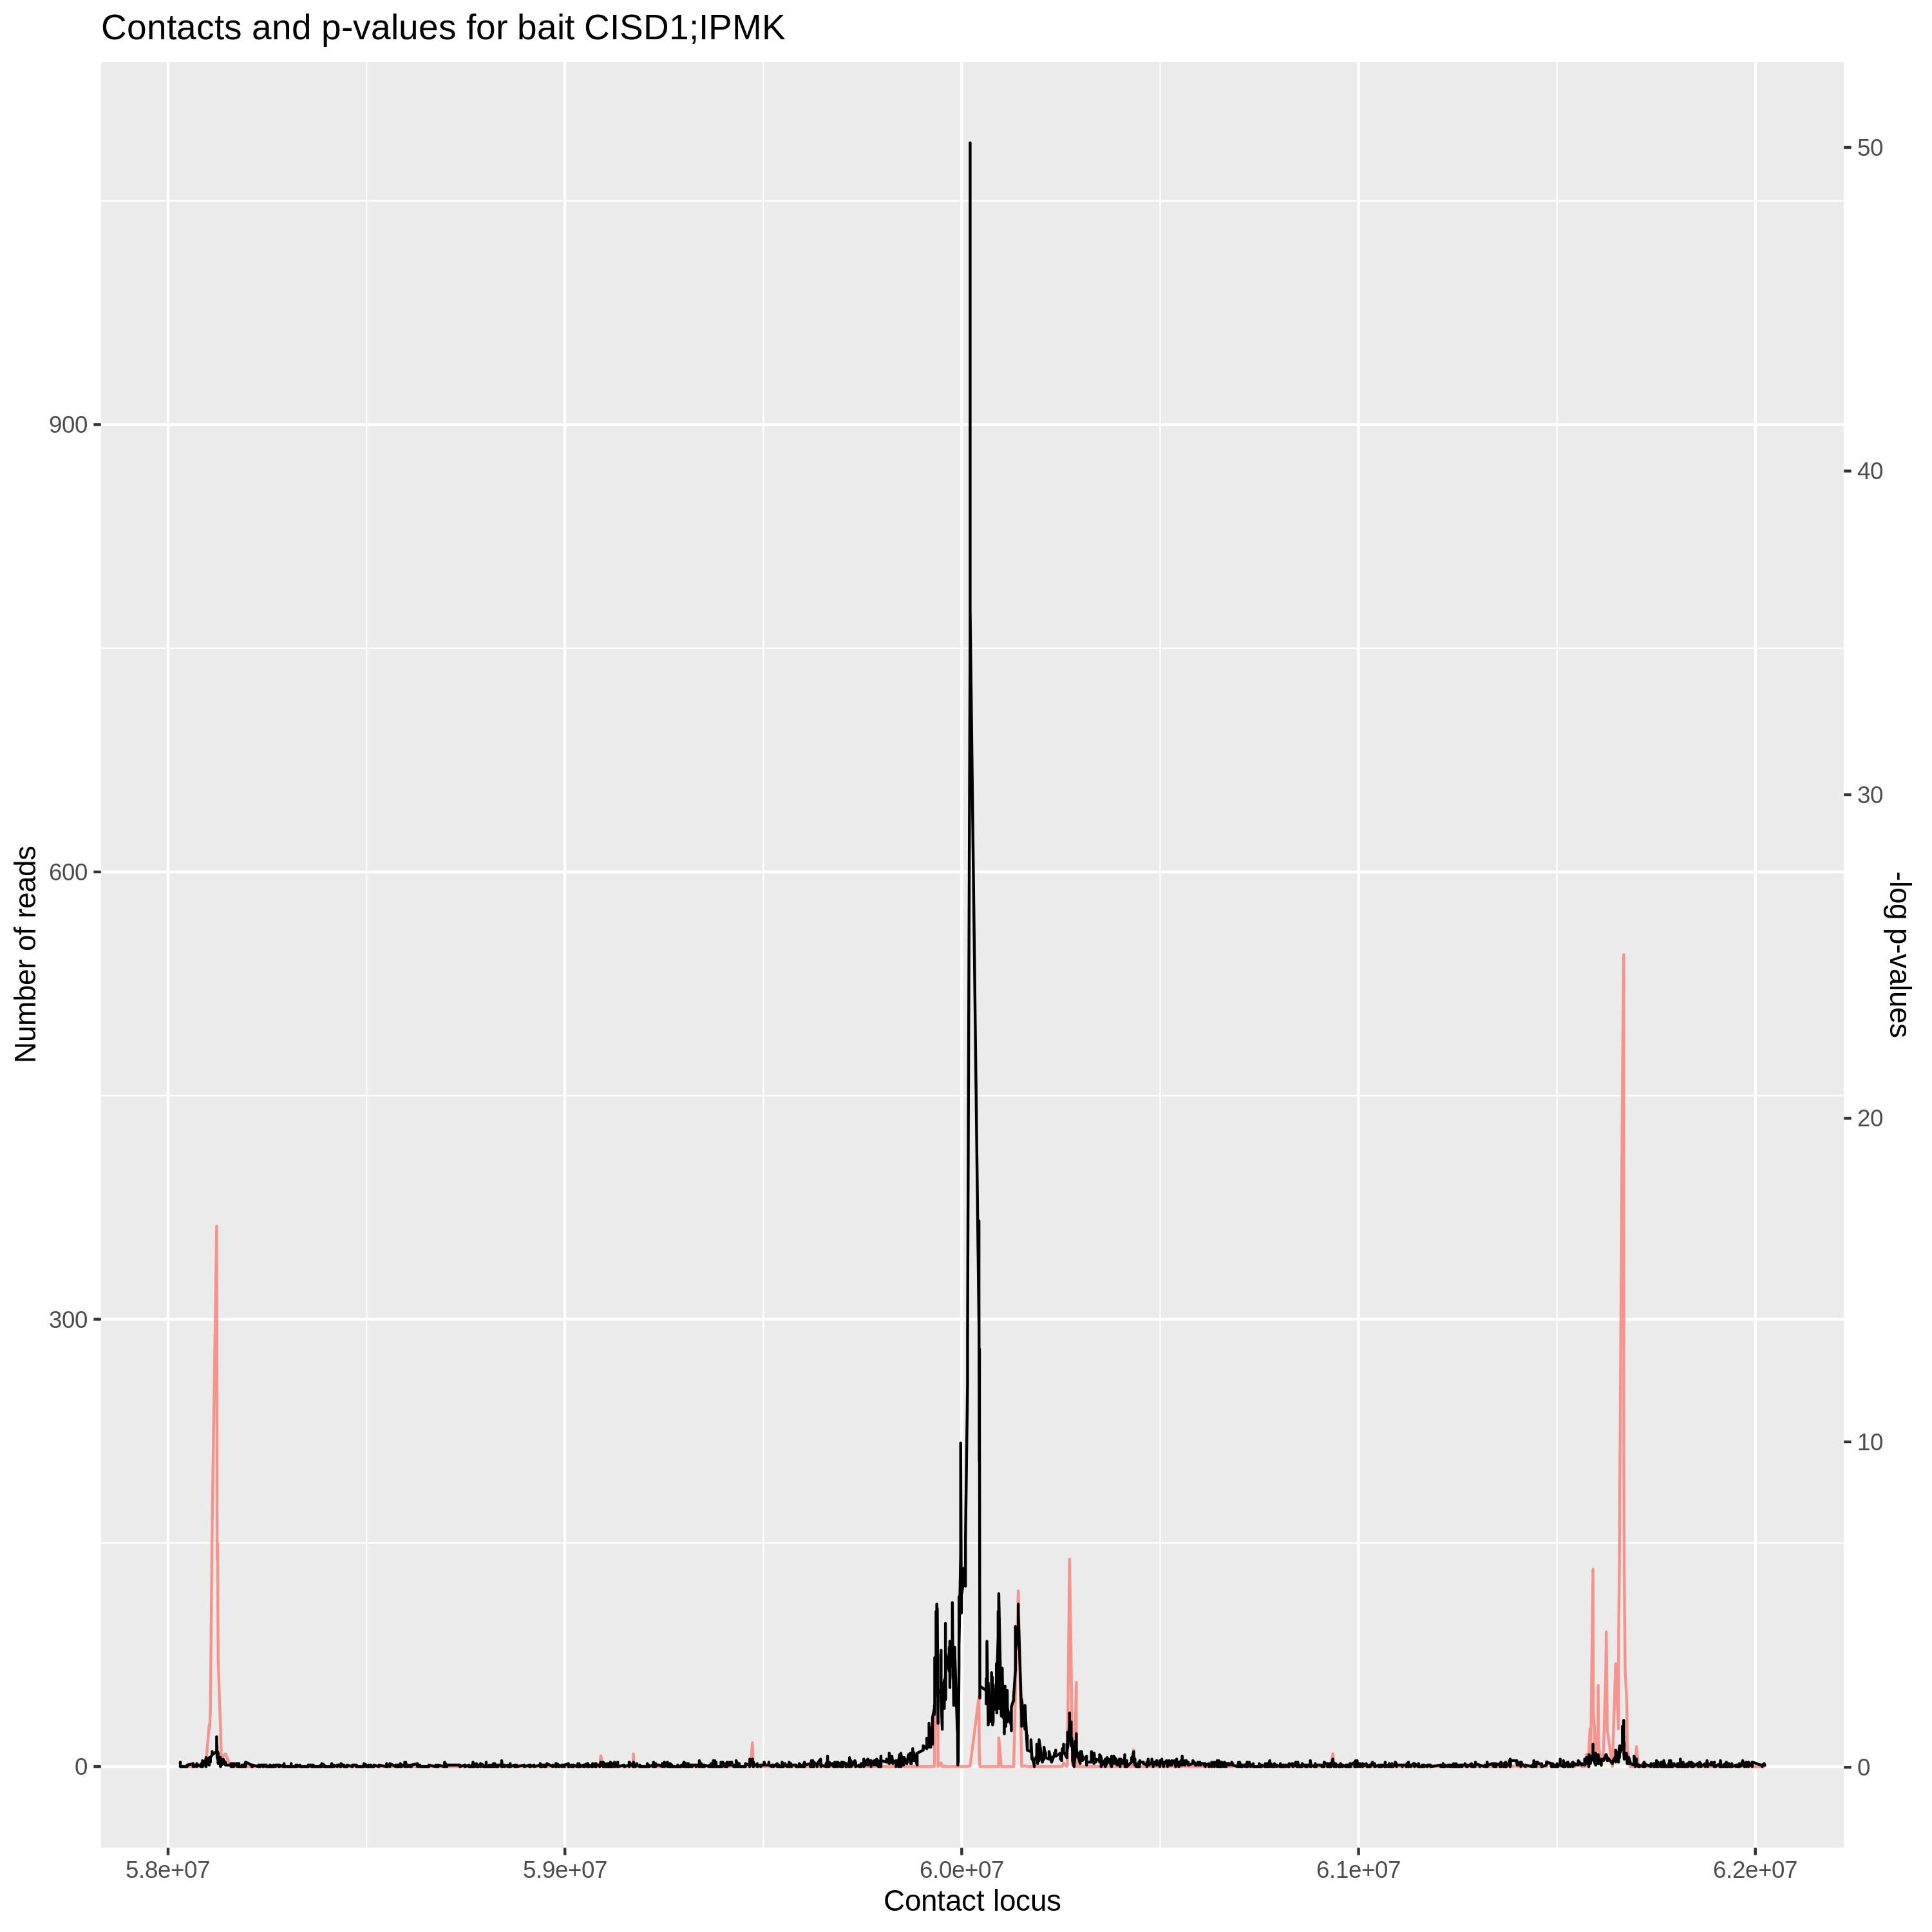 Contacts and p-values for bait CISD1;IPMK
Number of reads
900
600
300
0
50
40
30
20
10
0
-log p-values
5.8e+07
5.9e+07
6.0e+07
6.1e+07
6.2e+07
Contact locus